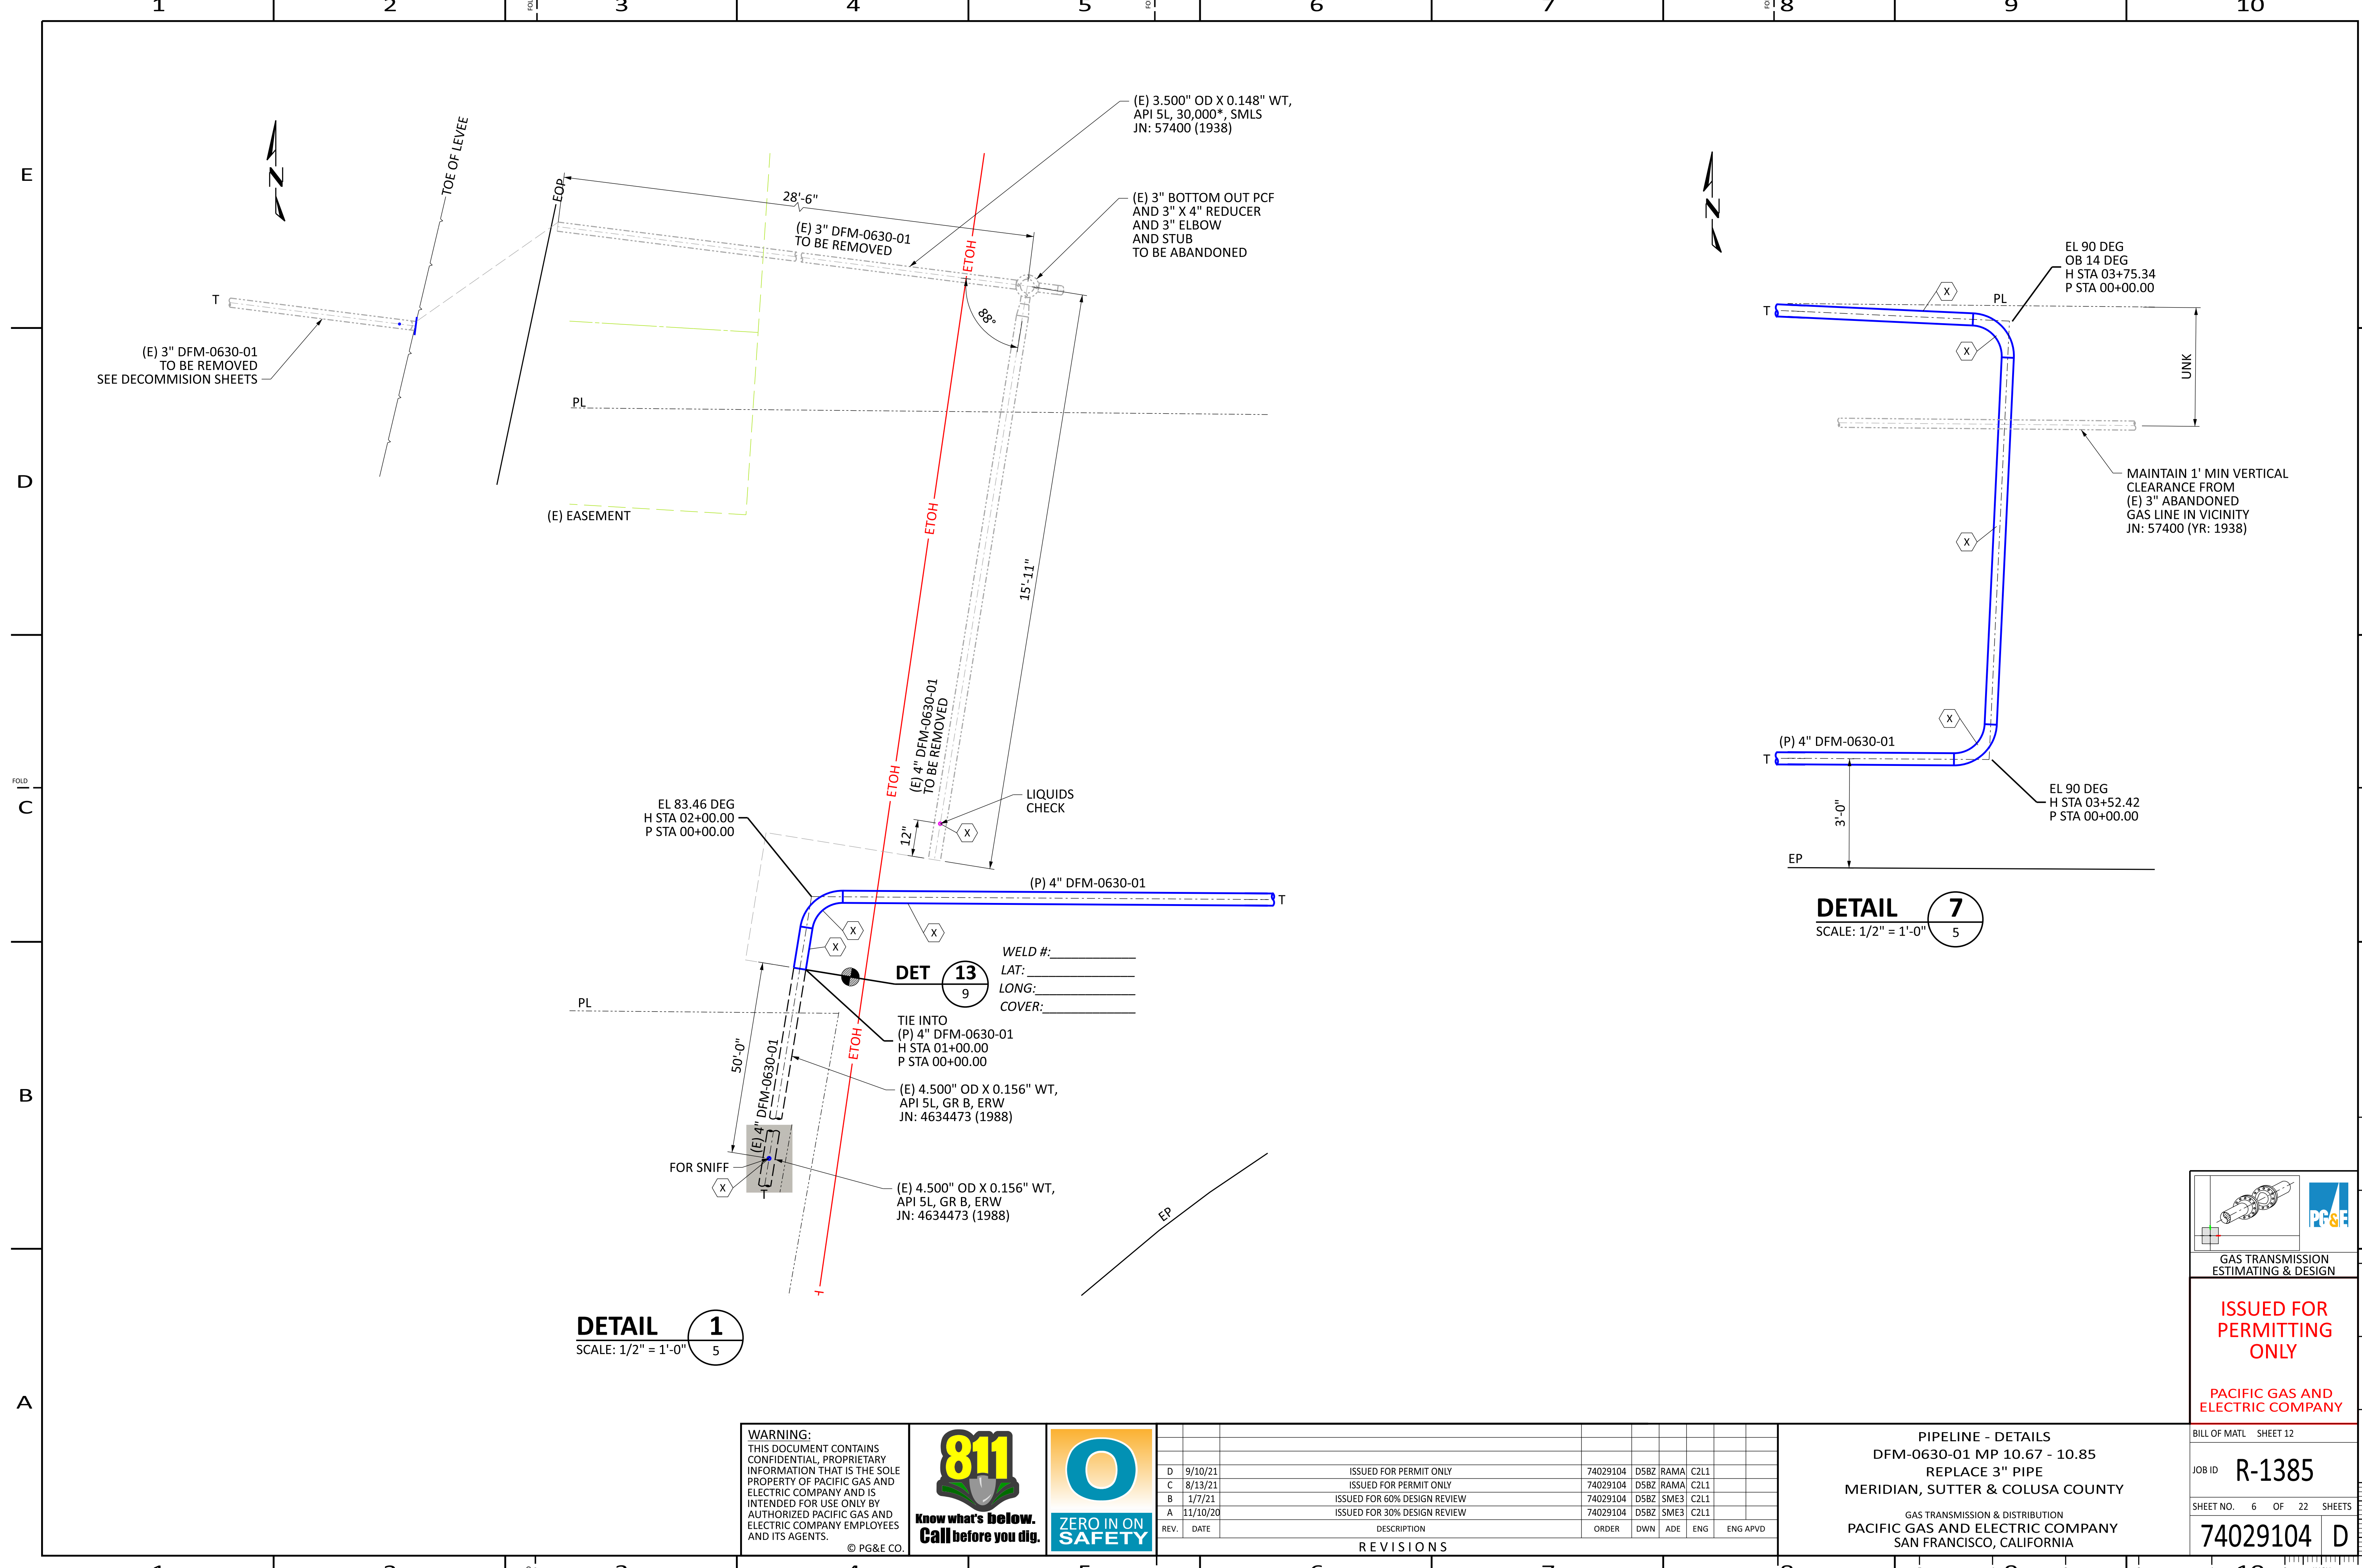 1 2 3 4 5 6 7 8 9 10
E
D
FOLD
C
B
A
N
TOE OF LEVEE
EOP
28'-6"
(E) 3" DFM-0630-01
TO BE REMOVED
(E) 3.500" OD X 0.148" WT,
API 5L, 30,000*, SMLS
JN: 57400 (1938)
(E) 3" BOTTOM OUT PCF
AND 3" X 4" REDUCER
AND 3" ELBOW
AND STUB
TO BE ABANDONED
T
(E) 3" DFM-0630-01
TO BE REMOVED
SEE DECOMMISION SHEETS
ETOH
88°
PL
(E) EASEMENT
ETOH
15'-11"
(E) 4" DFM-0630-01
TO BE REMOVED
ETOH
LIQUIDS
CHECK
X
12"
EL 83.46 DEG
H STA 02+00.00
P STA 00+00.00
(P) 4" DFM-0630-01
T
X
X
X
DET 13
9
WELD #:
LAT:
LONG:
COVER:
TIE INTO
(P) 4" DFM-0630-01
H STA 01+00.00
P STA 00+00.00
PL
50'-0"
(E) 4" DFM-0630-01
ETOH
(E) 4.500" OD X 0.156" WT,
API 5L, GR B, ERW
JN: 4634473 (1988)
FOR SNIFF
X
T
(E) 4.500" OD X 0.156" WT,
API 5L, GR B, ERW
JN: 4634473 (1988)
EP
H
DETAIL 1
SCALE: 1/2" = 1'-0" 5
N
EL 90 DEG
OB 14 DEG
H STA 03+75.34
P STA 00+00.00
X
PL
T
X
UNK
MAINTAIN 1' MIN VERTICAL
CLEARANCE FROM
(E) 3" ABANDONED
GAS LINE IN VICINITY
JN: 57400 (YR: 1938)
X
X
(P) 4" DFM-0630-01
T
EL 90 DEG
H STA 03+52.42
P STA 00+00.00
3'-0"
EP
DETAIL 7
SCALE: 1/2" = 1'-0" 5
PG&E
GAS TRANSMISSION
ESTIMATING & DESIGN
ISSUED FOR
PERMITTING
ONLY
PACIFIC GAS AND
ELECTRIC COMPANY
WARNING:
THIS DOCUMENT CONTAINS
CONFIDENTIAL, PROPRIETARY
INFORMATION THAT IS THE SOLE
PROPERTY OF PACIFIC GAS AND
ELECTRIC COMPANY AND IS
INTENDED FOR USE ONLY BY
AUTHORIZED PACIFIC GAS AND
ELECTRIC COMPANY EMPLOYEES
AND ITS AGENTS.
© PG&E CO.
811
Know what's below.
Call before you dig.
O
ZERO IN ON
SAFETY
D 9/10/21 ISSUED FOR PERMIT ONLY 74029104 D5BZ RAMA C2L1
C 8/13/21 ISSUED FOR PERMIT ONLY 74029104 D5BZ RAMA C2L1
B 1/7/21 ISSUED FOR 60% DESIGN REVIEW 74029104 D5BZ SME3 C2L1
A 11/10/20 ISSUED FOR 30% DESIGN REVIEW 74029104 D5BZ SME3 C2L1
REV. DATE DESCRIPTION ORDER DWN ADE ENG ENG APVD
REVISIONS
PIPELINE - DETAILS
DFM-0630-01 MP 10.67 - 10.85
REPLACE 3" PIPE
MERIDIAN, SUTTER & COLUSA COUNTY
GAS TRANSMISSION & DISTRIBUTION
PACIFIC GAS AND ELECTRIC COMPANY
SAN FRANCISCO, CALIFORNIA
BILL OF MATL SHEET 12
JOB ID R-1385
SHEET NO. 6 OF 22 SHEETS
74029104 D